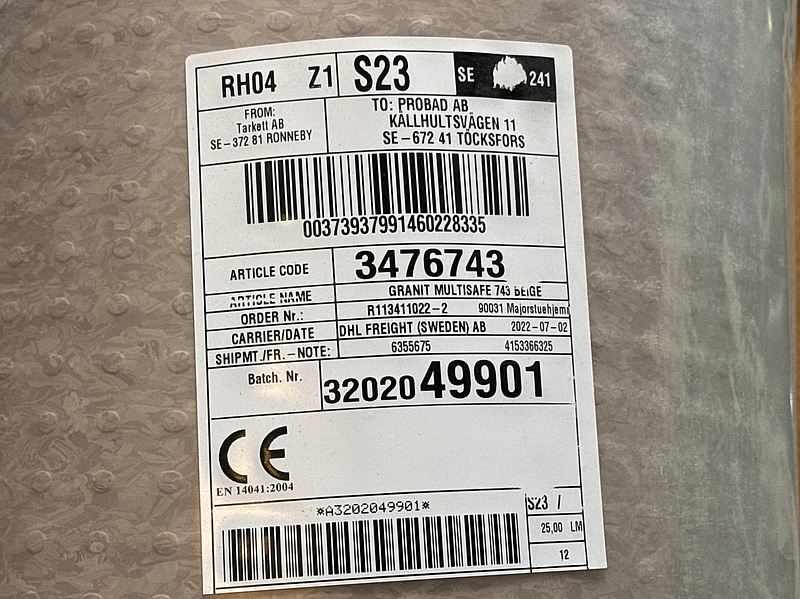 RH04 Z1 S23 SE 241
FROM:
Tarkett AB
SE-372 81 RONNEBY
TO: PROBAD AB
KÄLLHULTSVÄGEN 11
SE-672 41 TÖCKSFORS
00373937991460228335
ARTICLE CODE 3476743
ARTICLE NAME GRANIT MULTISAFE 743 BEIGE
ORDER Nr.: R113411022-2 90031 Majorstuehjem
CARRIER/DATE DHL FREIGHT (SWEDEN) AB 2022-07-02
SHIPMT./FR.-NOTE: 6355675 4153366325
Batch. Nr. 3202049901
CE
EN 14041:2004
*A3202049901*
S23 /
25,00 LM
12